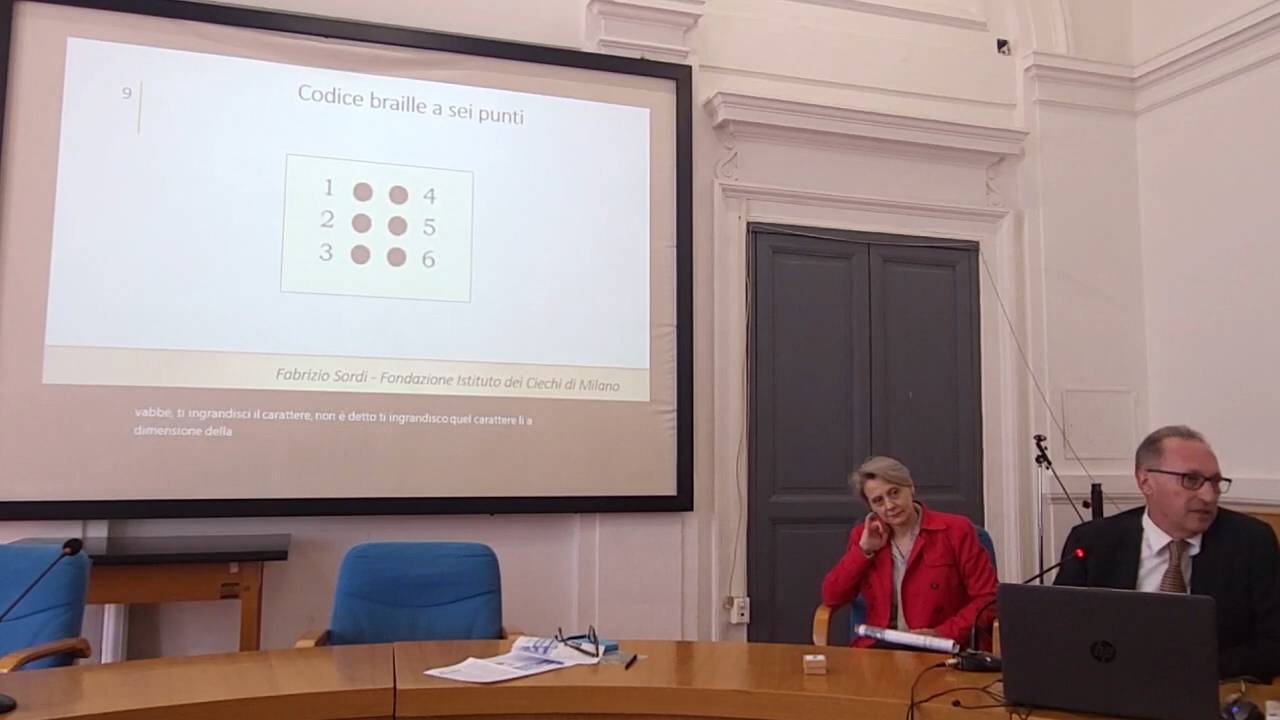 9
Codice braille a sei punti
1 4
2 5
3 6
Fabrizio Sordi - Fondazione Istituto dei Ciechi di Milano
vabbe, ti ingrandisci il carattere, non è detto ti ingrandisco quel carattere lì a
dimensione della
hp